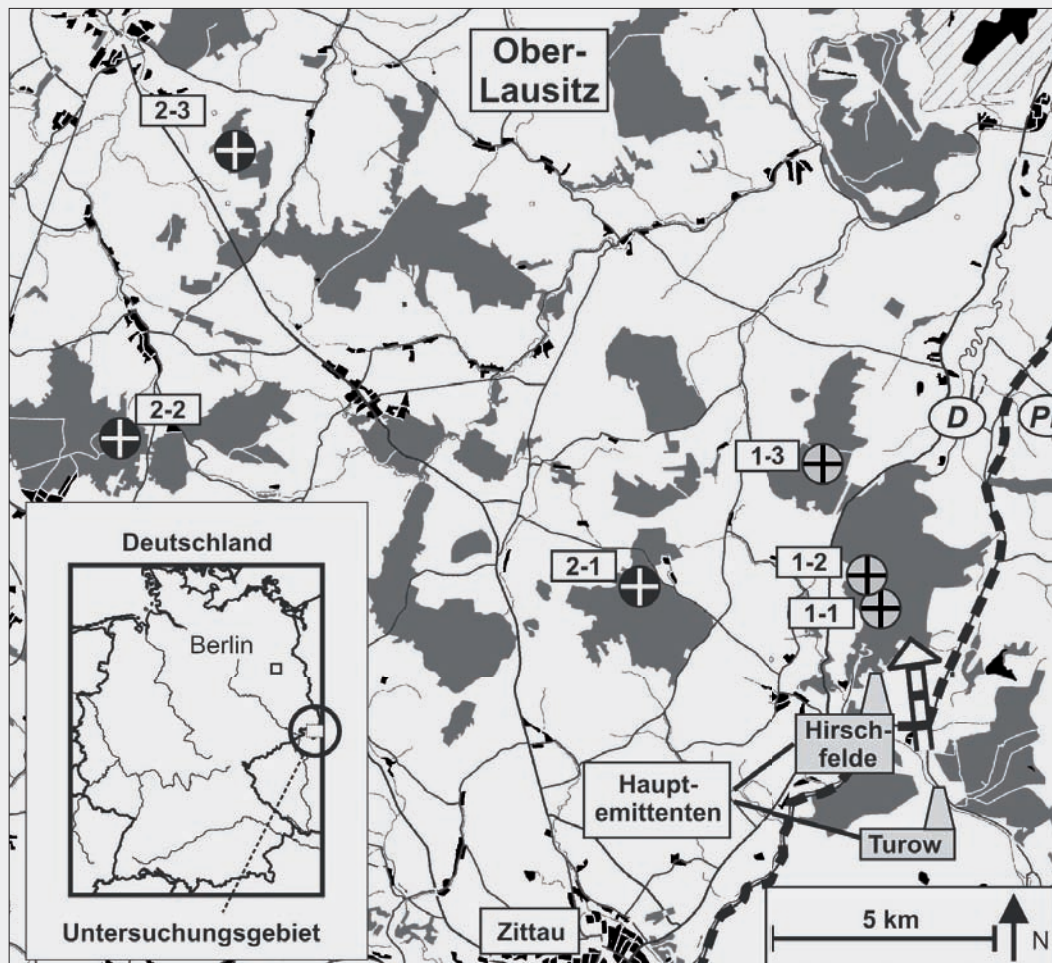 Ober-
Lausitz
2-3
2-2
D
1-3
2-1
1-2
1-1
Deutschland
Berlin
Untersuchungsgebiet
Hirsch-
felde
Haupt-
emittenten
Turow
Zittau
5 km
N